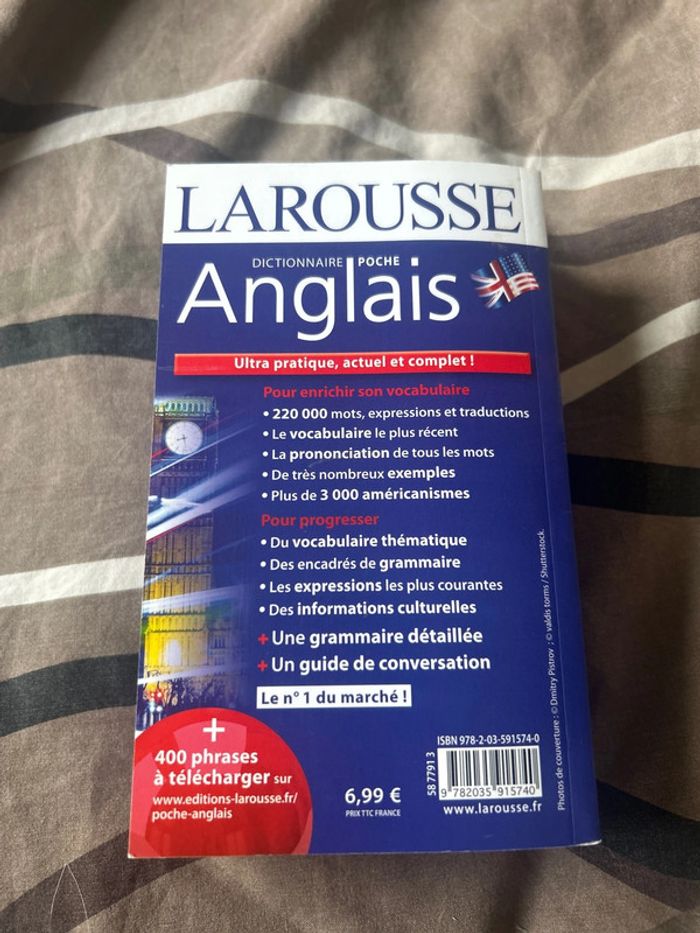 LAROUSSE
DICTIONNAIRE POCHE
Anglais
Ultra pratique, actuel et complet !
Pour enrichir son vocabulaire
• 220 000 mots, expressions et traductions
• Le vocabulaire le plus récent
• La prononciation de tous les mots
• De très nombreux exemples
• Plus de 3 000 américanismes
Pour progresser
• Du vocabulaire thématique
• Des encadrés de grammaire
• Les expressions les plus courantes
• Des informations culturelles
+ Une grammaire détaillée
+ Un guide de conversation
Le n° 1 du marché !
+
400 phrases
à télécharger sur
www.editions-larousse.fr/
poche-anglais
6,99 €
PRIX TTC FRANCE
58 7791 3
ISBN 978-2-03-591574-0
9 782035 915740
www.larousse.fr
Photos de couverture : © Dmitry Pistrov ; © valdis torms / Shutterstock.